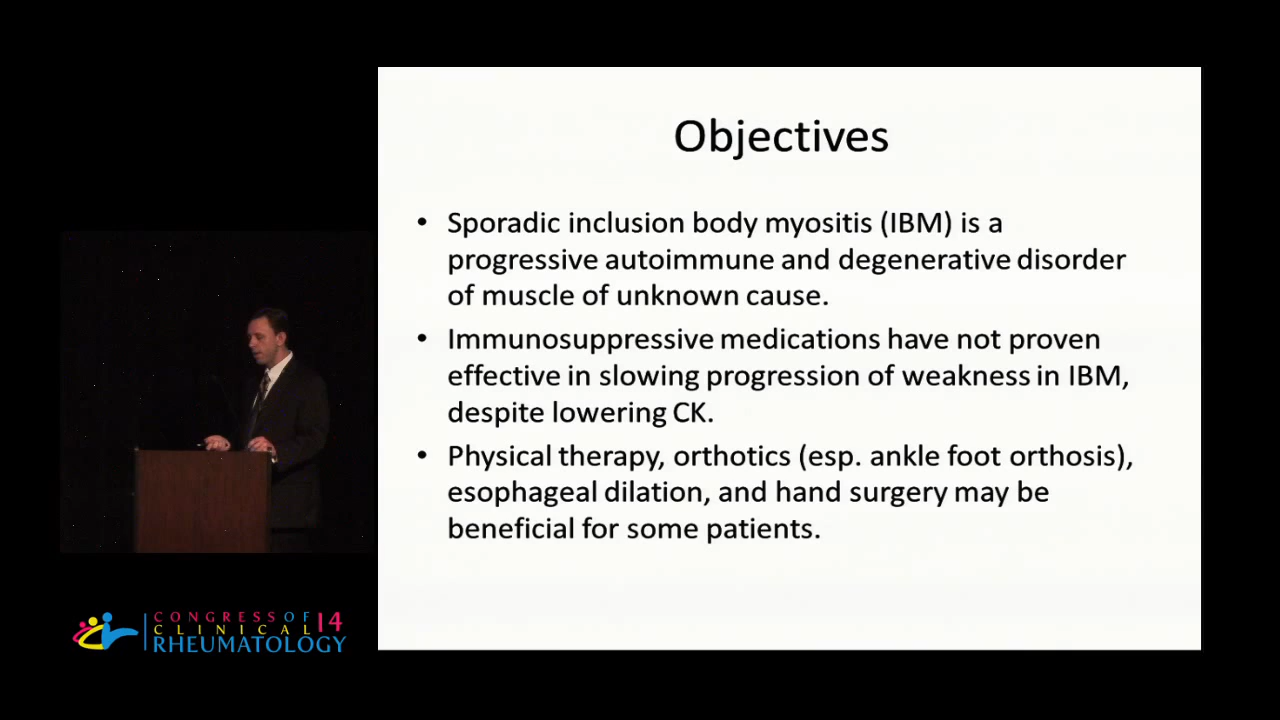 Objectives
• Sporadic inclusion body myositis (IBM) is a
progressive autoimmune and degenerative disorder
of muscle of unknown cause.
• Immunosuppressive medications have not proven
effective in slowing progression of weakness in IBM,
despite lowering CK.
• Physical therapy, orthotics (esp. ankle foot orthosis),
esophageal dilation, and hand surgery may be
beneficial for some patients.
CONGRESS OF 14
CLINICAL
RHEUMATOLOGY